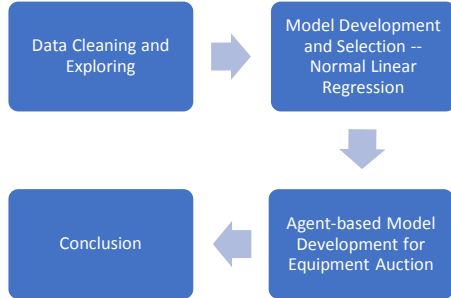 Data Cleaning and
Exploring
Model Development
and Selection --
Normal Linear
Regression
Agent-based Model
Development for
Equipment Auction
Conclusion